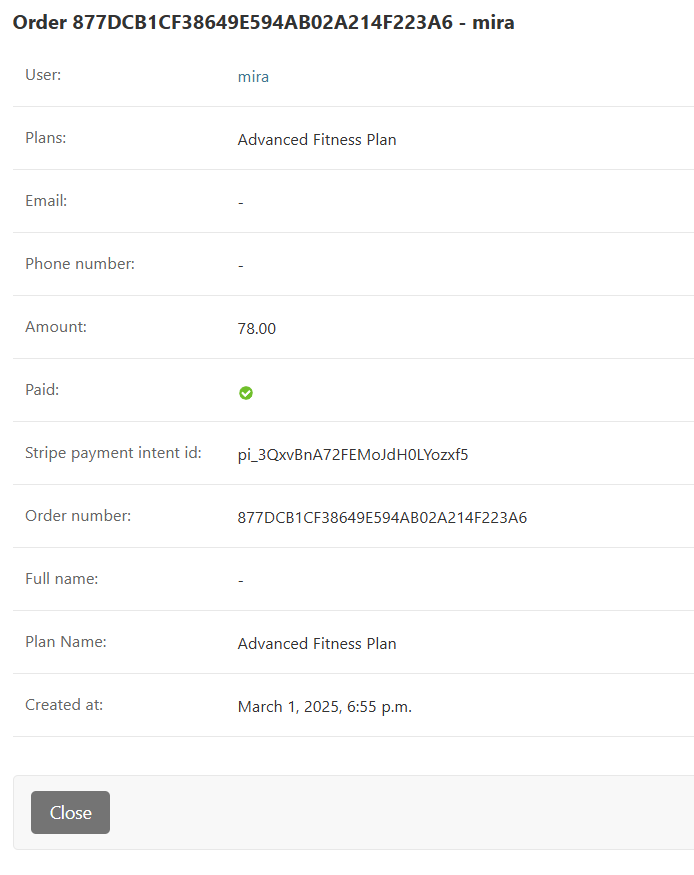 Order 877DCB1CF38649E594AB02A214F223A6 - mira
User: mira
Plans: Advanced Fitness Plan
Email: -
Phone number: -
Amount: 78.00
Paid:
Stripe payment intent id: pi_3QxvBnA72FEMoJdH0LYozxf5
Order number: 877DCB1CF38649E594AB02A214F223A6
Full name: -
Plan Name: Advanced Fitness Plan
Created at: March 1, 2025, 6:55 p.m.
Close